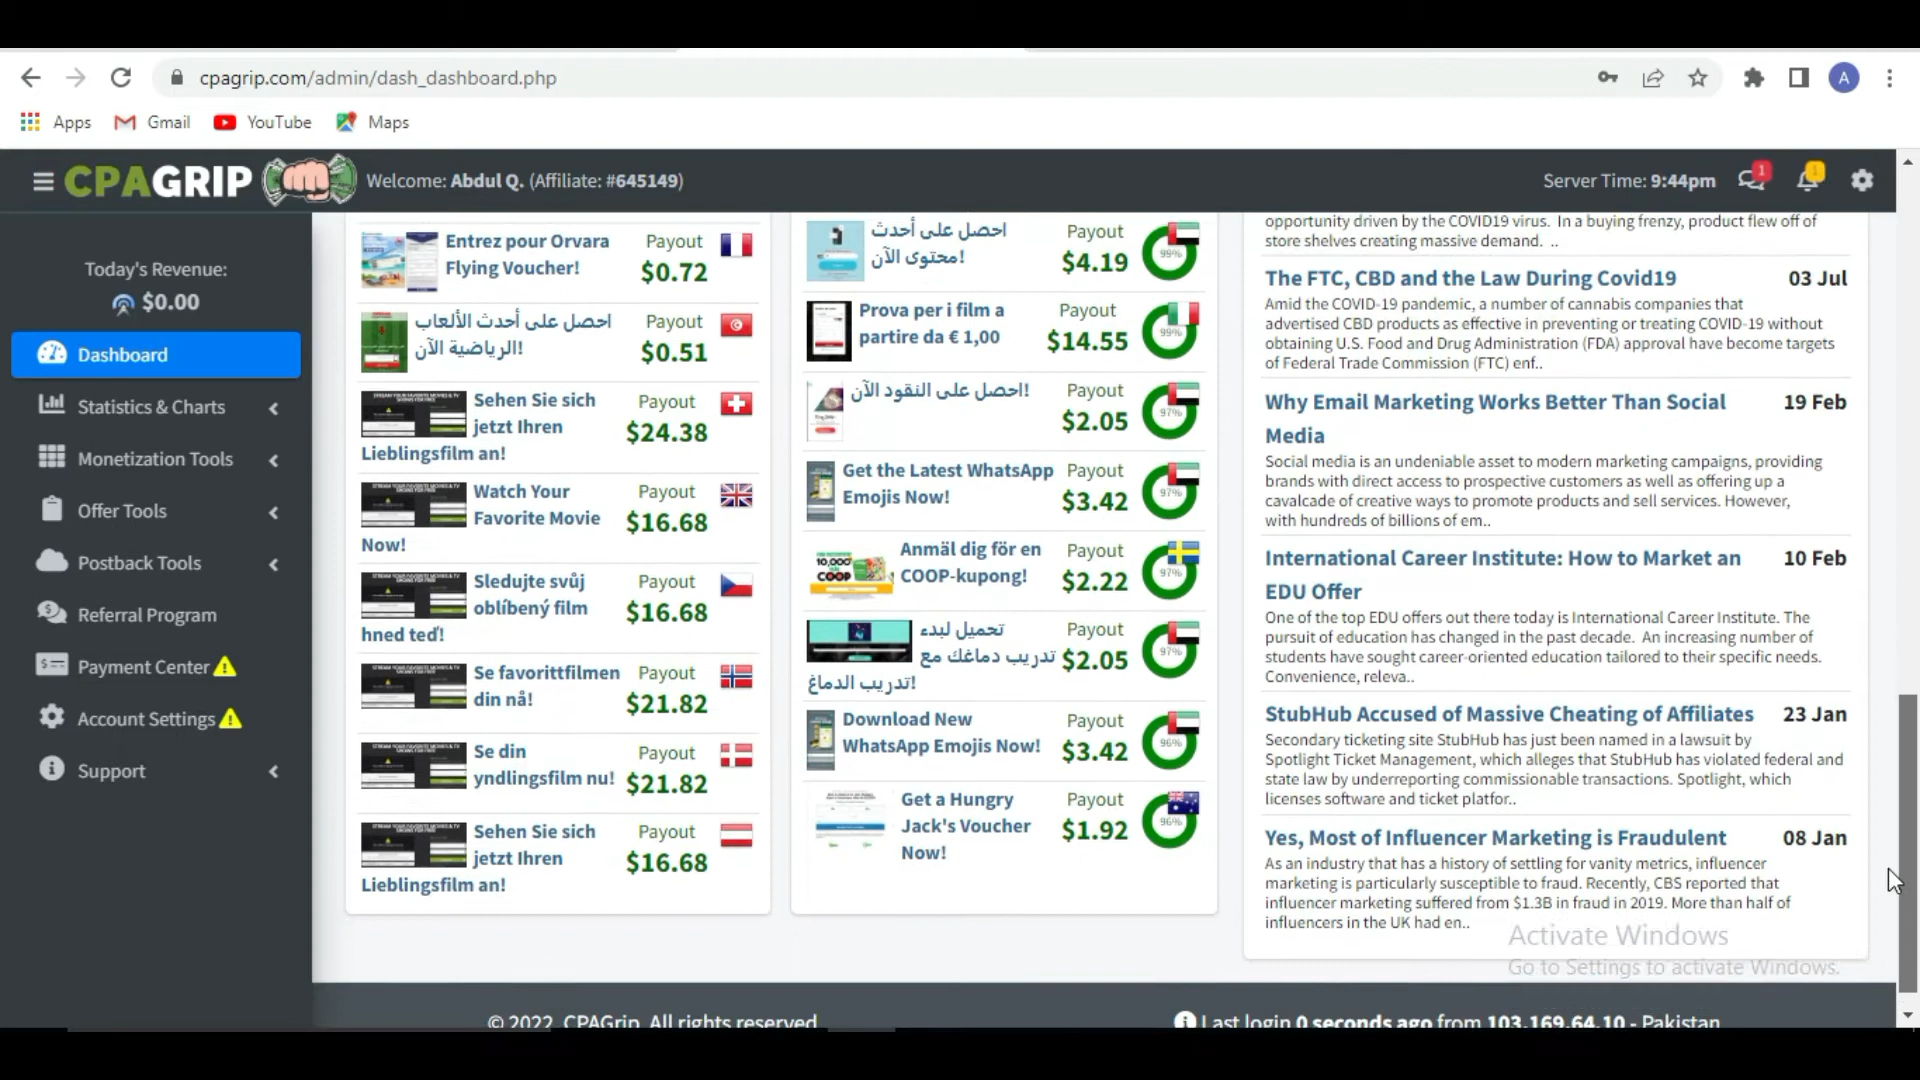 cpagrip.com/admin/dash_dashboard.php
A
Apps
Gmail
YouTube
Maps
CPAGRIP
Welcome: Abdul Q. (Affiliate: #645149)
Server Time: 9:44pm
1
1
Today's Revenue:
$0.00
Dashboard
Statistics & Charts
Monetization Tools
Offer Tools
Postback Tools
Referral Program
Payment Center
Account Settings
Support
Entrez pour Orvara
Flying Voucher!
Payout
$0.72
احصل على أحدث الألعاب
الرياضية الآن!
Payout
$0.51
Sehen Sie sich
jetzt Ihren
Lieblingsfilm an!
Payout
$24.38
Watch Your
Favorite Movie
Now!
Payout
$16.68
Sledujte svůj
oblíbený film
hned teď!
Payout
$16.68
Se favorittfilmen
din nå!
Payout
$21.82
Se din
yndlingsfilm nu!
Payout
$21.82
Sehen Sie sich
jetzt Ihren
Lieblingsfilm an!
Payout
$16.68
احصل على أحدث
محتوى الآن!
Payout
$4.19
99%
Prova per i film a
partire da € 1,00
Payout
$14.55
99%
احصل على النقود الآن!
Payout
$2.05
97%
Get the Latest WhatsApp
Emojis Now!
Payout
$3.42
97%
10,000
COOP
Anmäl dig för en
COOP-kupong!
Payout
$2.22
97%
تحميل لبدء
تدريب دماغك مع
تدريب الدماغ!
Payout
$2.05
97%
Download New
WhatsApp Emojis Now!
Payout
$3.42
96%
Get a Hungry
Jack's Voucher
Now!
Payout
$1.92
96%
opportunity driven by the COVID19 virus. In a buying frenzy, product flew off of
store shelves creating massive demand. ..
The FTC, CBD and the Law During Covid19
03 Jul
Amid the COVID-19 pandemic, a number of cannabis companies that
advertised CBD products as effective in preventing or treating COVID-19 without
obtaining U.S. Food and Drug Administration (FDA) approval have become targets
of Federal Trade Commission (FTC) enf..
Why Email Marketing Works Better Than Social
Media
19 Feb
Social media is an undeniable asset to modern marketing campaigns, providing
brands with direct access to prospective customers as well as offering up a
cavalcade of creative ways to promote products and sell services. However,
with hundreds of billions of em..
International Career Institute: How to Market an
EDU Offer
10 Feb
One of the top EDU offers out there today is International Career Institute. The
pursuit of education has changed in the past decade. An increasing number of
students have sought career-oriented education tailored to their specific needs.
Convenience, releva..
StubHub Accused of Massive Cheating of Affiliates
23 Jan
Secondary ticketing site StubHub has just been named in a lawsuit by
Spotlight Ticket Management, which alleges that StubHub has violated federal and
state law by underreporting commissionable transactions. Spotlight, which
licenses software and ticket platfor..
Yes, Most of Influencer Marketing is Fraudulent
08 Jan
As an industry that has a history of settling for vanity metrics, influencer
marketing is particularly susceptible to fraud. Recently, CBS reported that
influencer marketing suffered from $1.3B in fraud in 2019. More than half of
influencers in the UK had en..
Activate Windows
Go to Settings to activate Windows.
© 2022 CPAGrip. All rights reserved
Last login 0 seconds ago from 103.169.64.10 - Pakistan